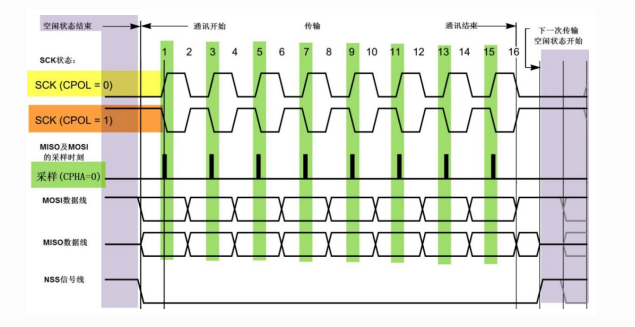 空闲状态结束
通讯开始
传输
通讯结束
下一次传输
空闲状态开始
1 2 3 4 5 6 7 8 9 10 11 12 13 14 15 16
SCK状态:
SCK (CPOL = 0)
SCK (CPOL = 1)
MISO及MOSI
的采样时刻
采样(CPHA=0)
MOSI数据线
MISO数据线
NSS信号线